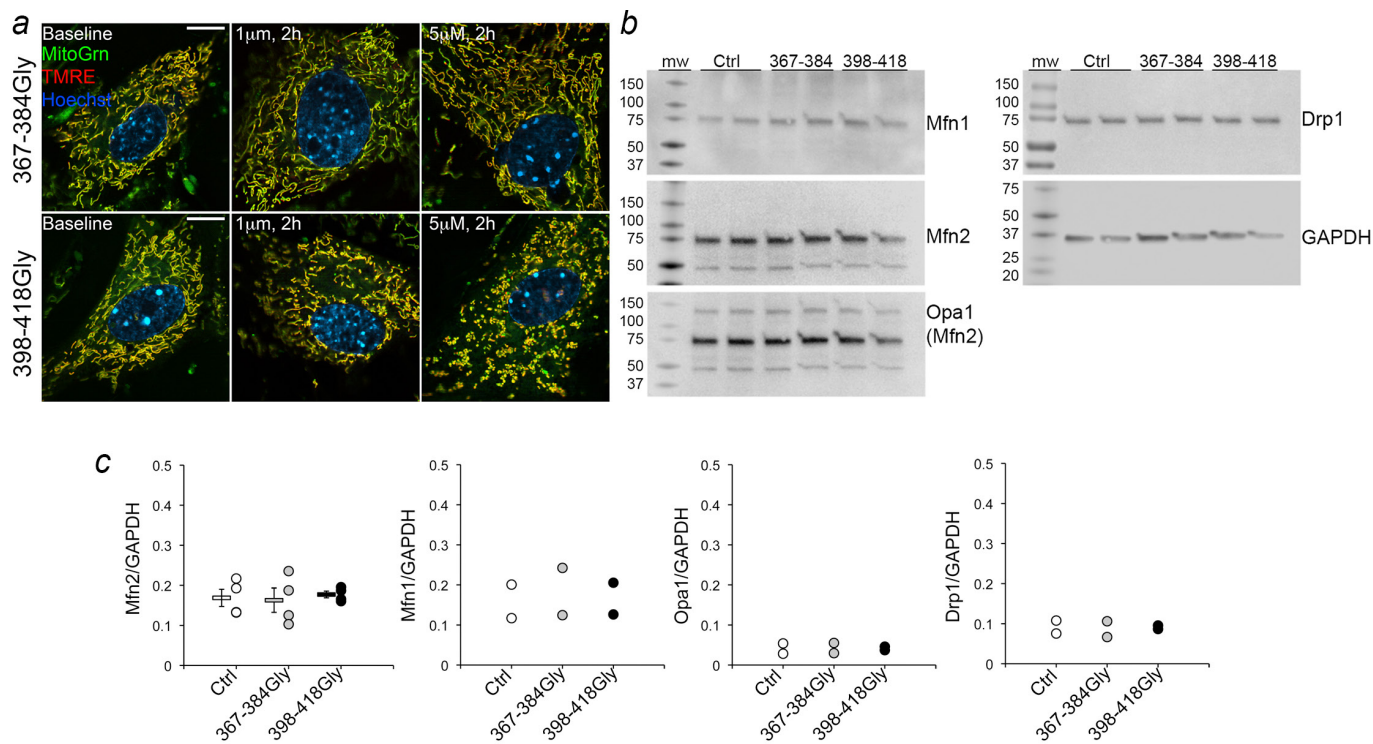 a
367-384Gly
Baseline
MitoGrn
TMRE
Hoechst
1μm, 2h
5μM, 2h
398-418Gly
Baseline
1μm, 2h
5μM, 2h
b
mw Ctrl 367-384 398-418
150
100
75
50
37
Mfn1
150
100
75
50
Mfn2
150
100
75
50
37
Opa1
(Mfn2)
mw Ctrl 367-384 398-418
150
100
75
50
37
Drp1
75
50
37
25
20
GAPDH
c
Mfn2/GAPDH
0.5
0.4
0.3
0.2
0.1
0
Ctrl
367-384Gly
398-418Gly
Mfn1/GAPDH
0.5
0.4
0.3
0.2
0.1
0
Ctrl
367-384Gly
398-418Gly
Opa1/GAPDH
0.5
0.4
0.3
0.2
0.1
0
Ctrl
367-384Gly
398-418Gly
Drp1/GAPDH
0.5
0.4
0.3
0.2
0.1
0
Ctrl
367-384Gly
398-418Gly